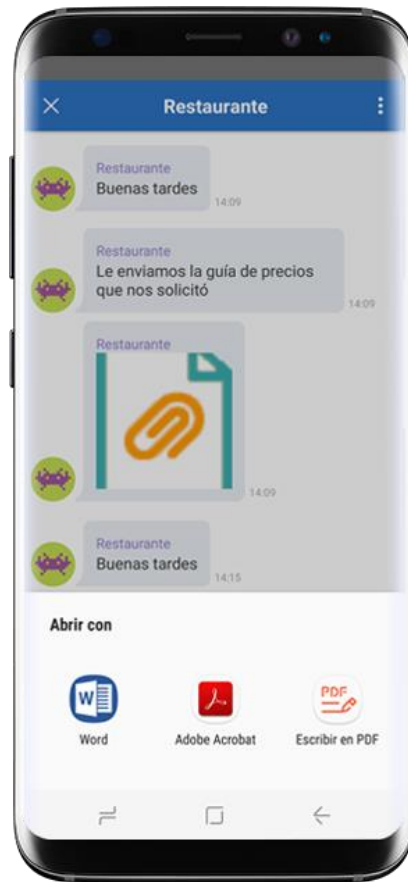 Restaurante
Restaurante
Buenas tardes
14:09
Restaurante
Le enviamos la guía de precios
que nos solicitó
14:09
Restaurante
14:09
Restaurante
Buenas tardes
14:15
Abrir con
W
PDF
Word
Adobe Acrobat
Escribir en PDF